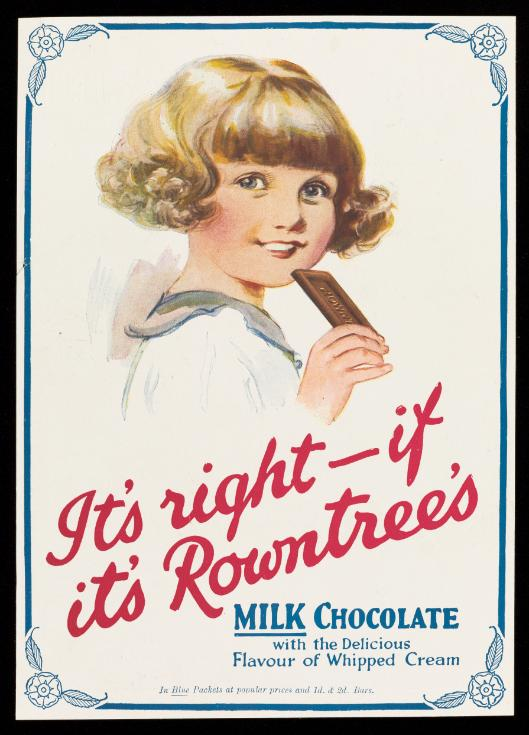 It's right — if
it's Rowntree's
MILK CHOCOLATE
with the Delicious
Flavour of Whipped Cream
In Blue Packets at popular prices and 1d. & 2d. Bars.